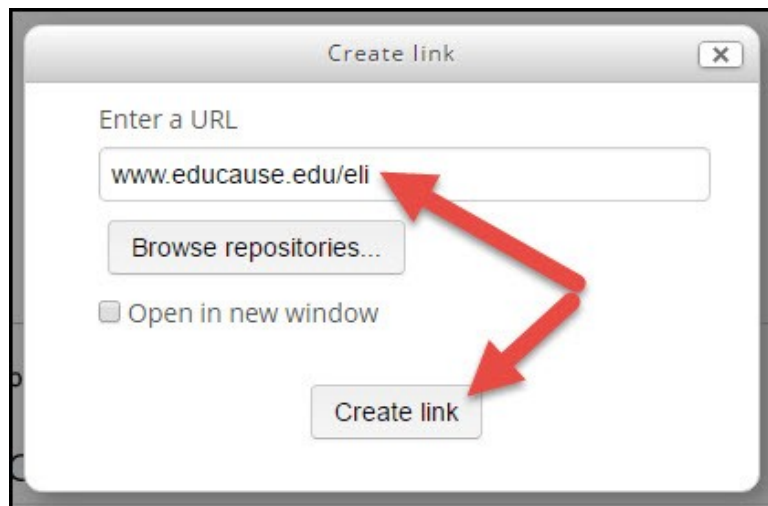 Create link
Enter a URL
www.educause.edu/eli
Browse repositories...
Open in new window
Create link